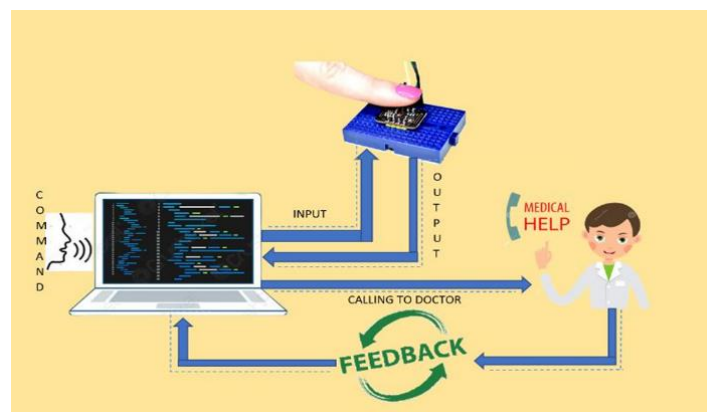 COMMAND
INPUT
OUTPUT
MEDICAL
HELP
CALLING TO DOCTOR
FEEDBACK